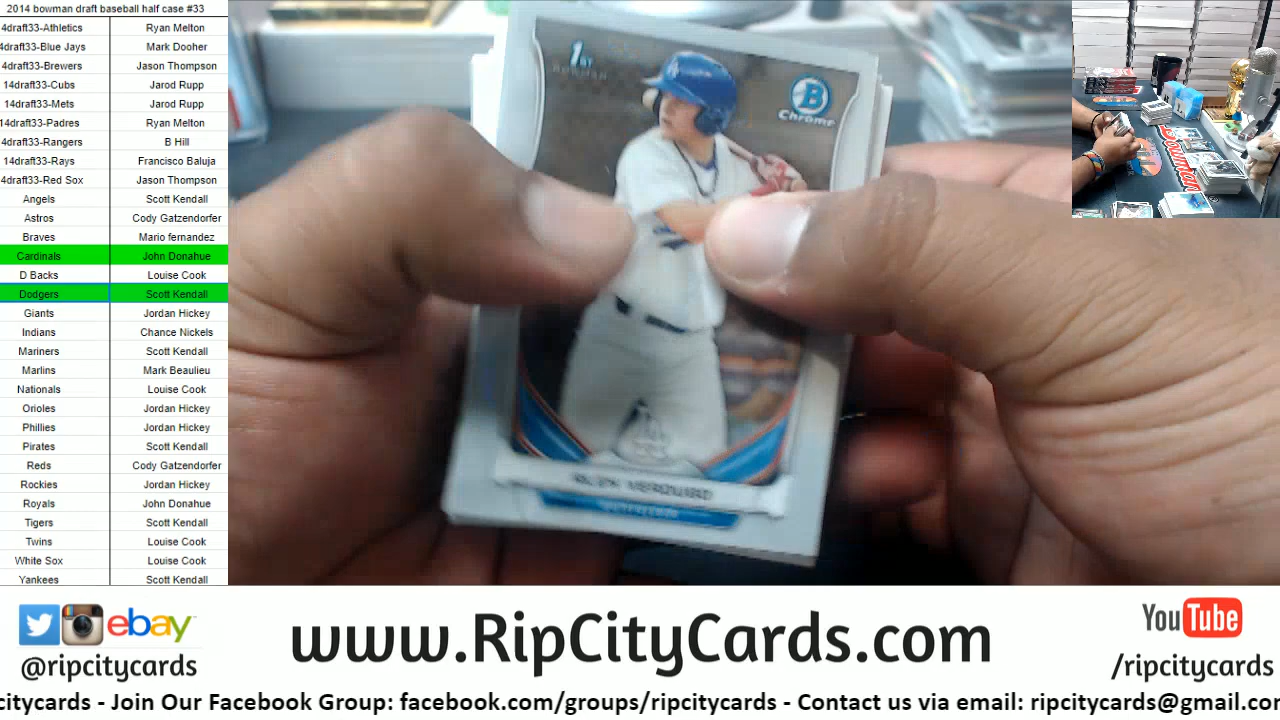 2014 bowman draft baseball half case #33
4draft33-Athletics Ryan Melton
4draft33-Blue Jays Mark Dooher
4draft33-Brewers Jason Thompson
14draft33-Cubs Jarod Rupp
14draft33-Mets Jarod Rupp
14draft33-Padres Ryan Melton
4draft33-Rangers B Hill
14draft33-Rays Francisco Baluja
4draft33-Red Sox Jason Thompson
Angels Scott Kendall
Astros Cody Gatzendorfer
Braves Mario fernandez
Cardinals John Donahue
D Backs Louise Cook
Dodgers Scott Kendall
Giants Jordan Hickey
Indians Chance Nickels
Mariners Scott Kendall
Marlins Mark Beaulieu
Nationals Louise Cook
Orioles Jordan Hickey
Phillies Jordan Hickey
Pirates Scott Kendall
Reds Cody Gatzendorfer
Rockies Jordan Hickey
Royals John Donahue
Tigers Scott Kendall
Twins Louise Cook
White Sox Louise Cook
Yankees Scott Kendall
1ST
BOWMAN
B
Chrome
ALEX VERDUGO
Bowman
ebay
@ripcitycards
www.RipCityCards.com
YouTube
/ripcitycards
citycards - Join Our Facebook Group: facebook.com/groups/ripcitycards - Contact us via email: ripcitycards@gmail.co